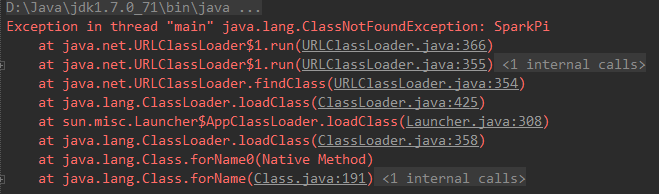 D:\Java\jdk1.7.0_71\bin\java ...
Exception in thread "main" java.lang.ClassNotFoundException: SparkPi
at java.net.URLClassLoader$1.run(URLClassLoader.java:366)
at java.net.URLClassLoader$1.run(URLClassLoader.java:355) <1 internal calls>
at java.net.URLClassLoader.findClass(URLClassLoader.java:354)
at java.lang.ClassLoader.loadClass(ClassLoader.java:425)
at sun.misc.Launcher$AppClassLoader.loadClass(Launcher.java:308)
at java.lang.ClassLoader.loadClass(ClassLoader.java:358)
at java.lang.Class.forName0(Native Method)
at java.lang.Class.forName(Class.java:191) <1 internal calls>